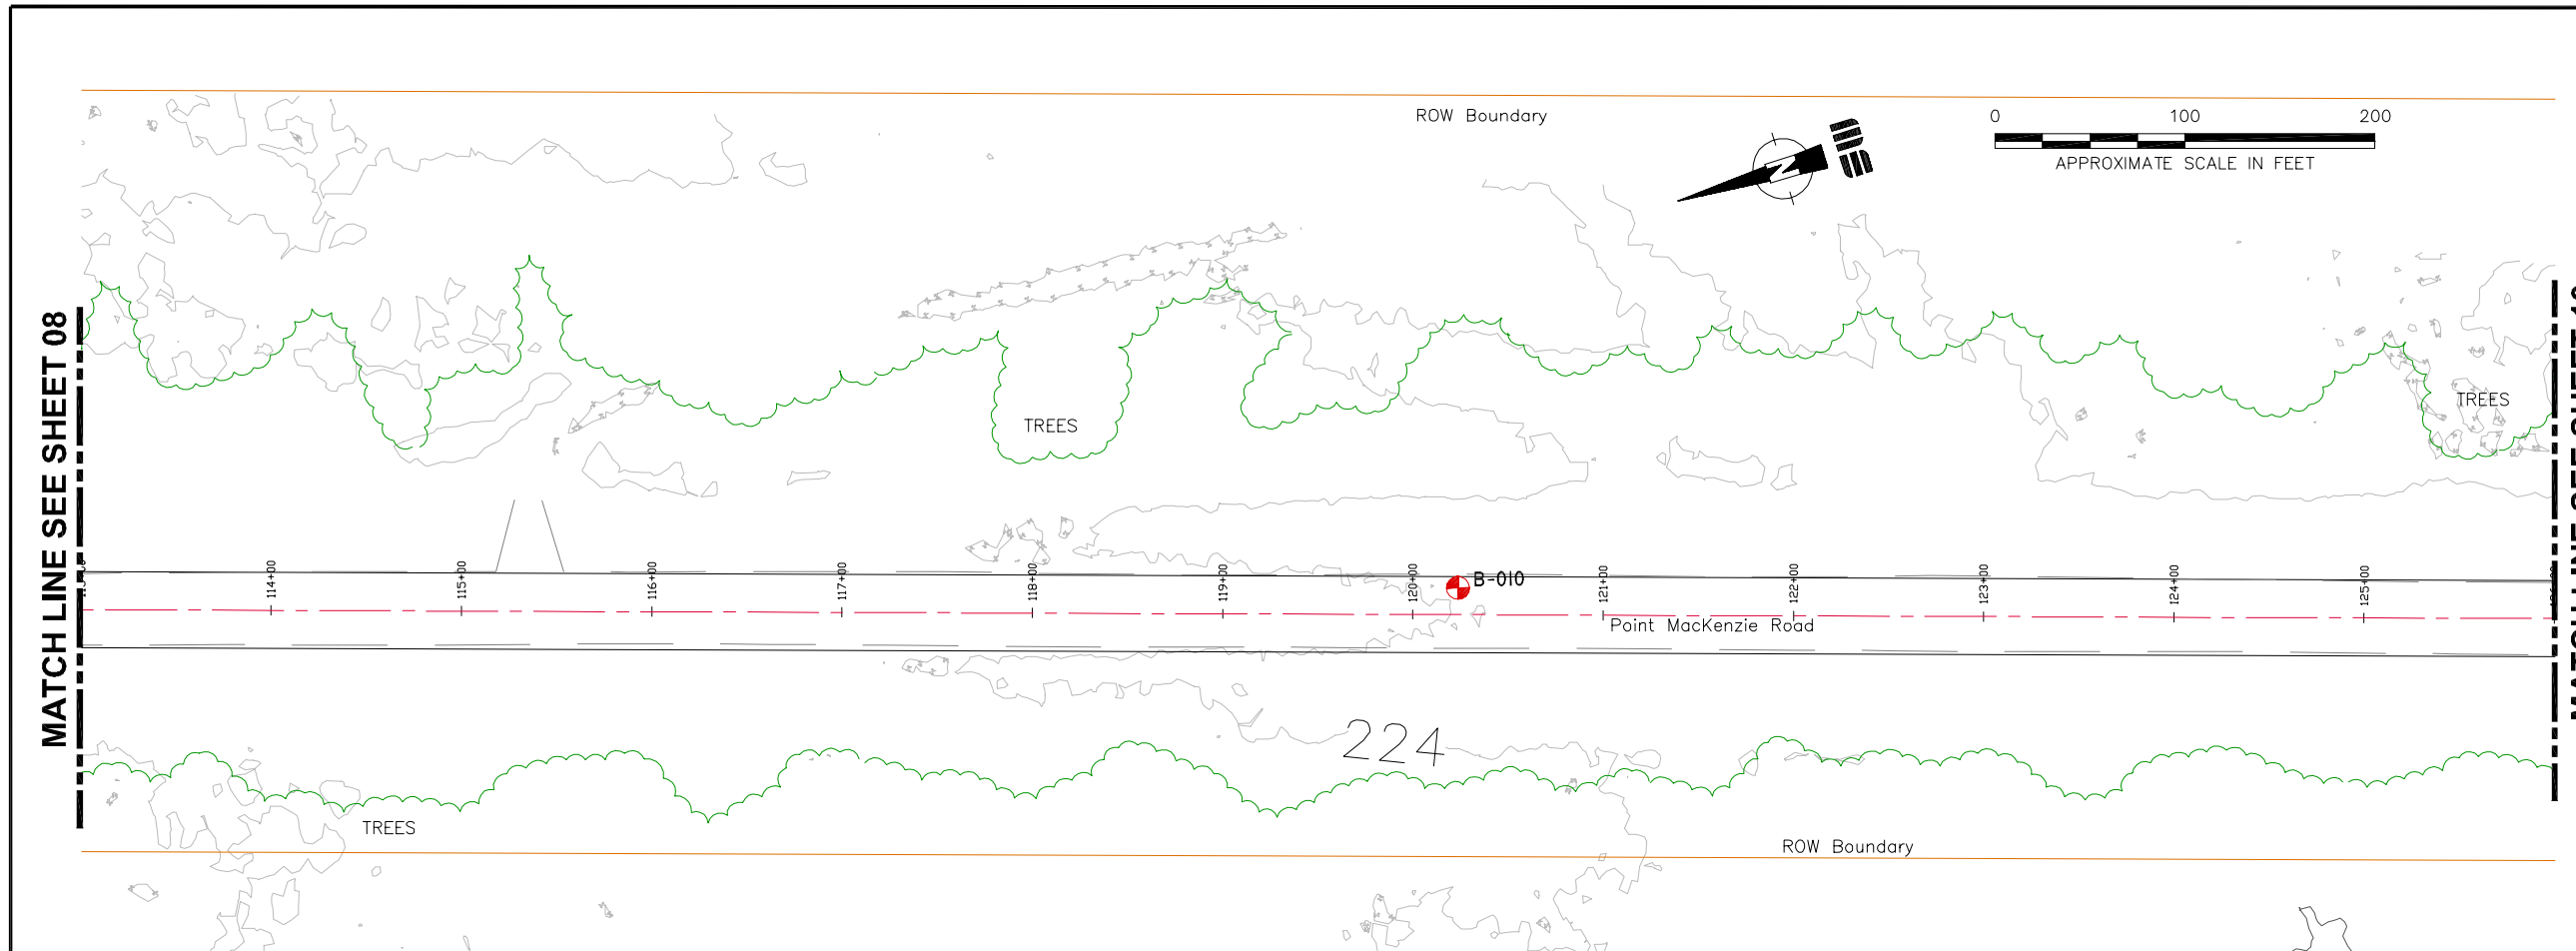 ROW Boundary
0 100 200
APPROXIMATE SCALE IN FEET
N
MATCH LINE SEE SHEET 08
TREES
TREES
114+00
115+00
116+00
117+00
118+00
119+00
120+00
B-010
121+00
122+00
123+00
124+00
125+00
Point MacKenzie Road
224
TREES
ROW Boundary